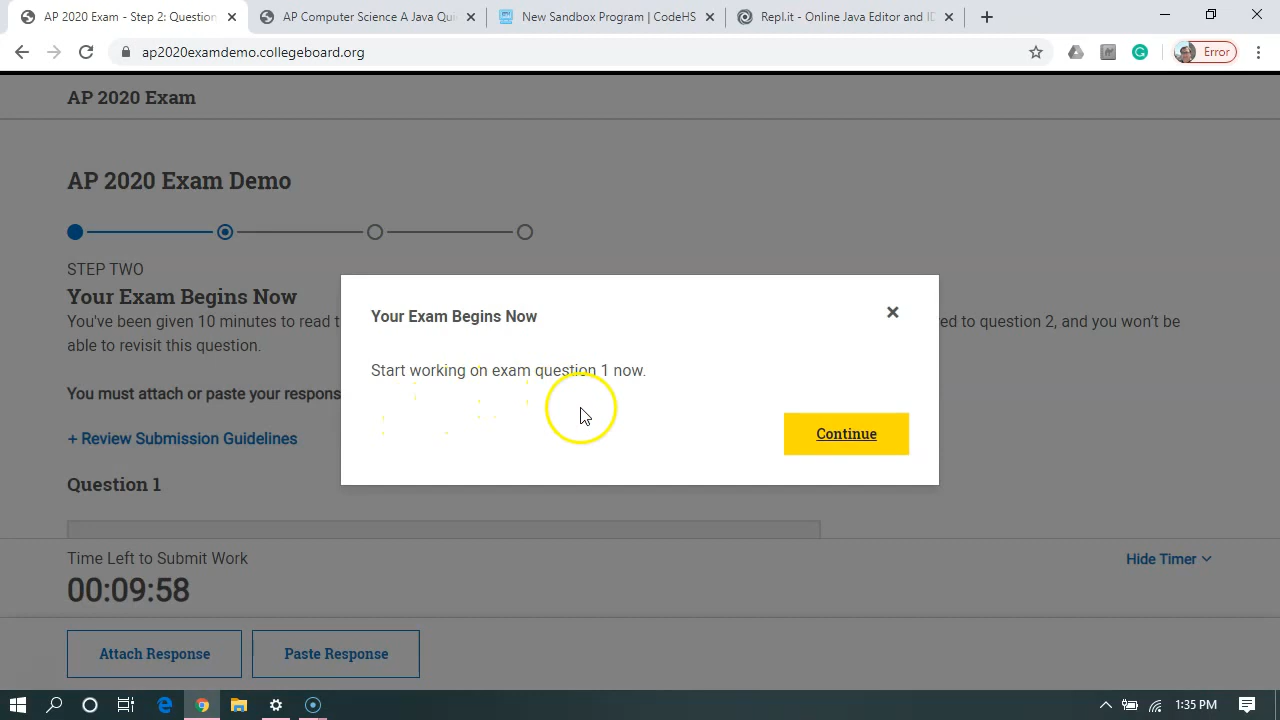 AP 2020 Exam - Step 2: Question
AP Computer Science A Java Qui
New Sandbox Program | CodeHS
Repl.it - Online Java Editor and ID
ap2020examdemo.collegeboard.org
Error
AP 2020 Exam
AP 2020 Exam Demo
STEP TWO
Your Exam Begins Now
You've been given 10 minutes to read t
ed to question 2, and you won't be
able to revisit this question.
You must attach or paste your respons
+ Review Submission Guidelines
Question 1
Your Exam Begins Now
Start working on exam question 1 now.
Continue
Time Left to Submit Work
Hide Timer
00:09:58
Attach Response
Paste Response
1:35 PM